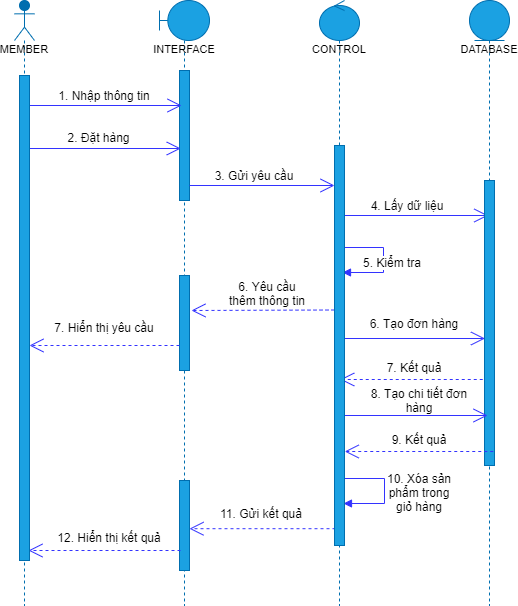 MEMBER
INTERFACE
CONTROL
DATABASE
1. Nhập thông tin
2. Đặt hàng
3. Gửi yêu cầu
4. Lấy dữ liệu
5. Kiểm tra
6. Yêu cầu
thêm thông tin
6. Tạo đơn hàng
7. Hiển thị yêu cầu
7. Kết quả
8. Tạo chi tiết đơn
hàng
9. Kết quả
10. Xóa sản
phẩm trong
giỏ hàng
11. Gửi kết quả
12. Hiển thị kết quả